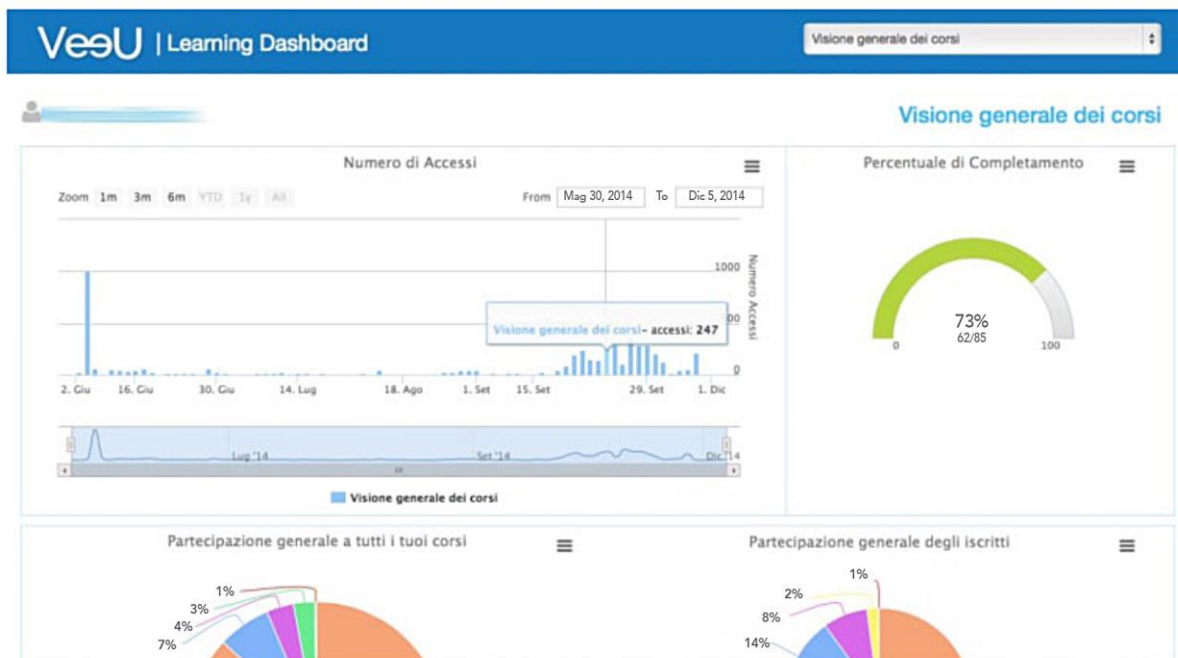 VeeU | Learning Dashboard
Visione generale dei corsi
Visione generale dei corsi
Numero di Accessi
Zoom 1m 3m 6m YTD 1y All
From Mag 30, 2014 To Dic 5, 2014
1000
00
0
Numero Accessi
Visione generale dei corsi– accessi: 247
2. Giu 16. Giu 30. Giu 14. Lug 18. Ago 1. Set 15. Set 29. Set 1. Dic
Lug '14 Set '14 Dic '14
Visione generale dei corsi
Percentuale di Completamento
73%
62/85
0 100
Partecipazione generale a tutti i tuoi corsi
1%
3%
4%
7%
Partecipazione generale degli iscritti
1%
2%
8%
14%